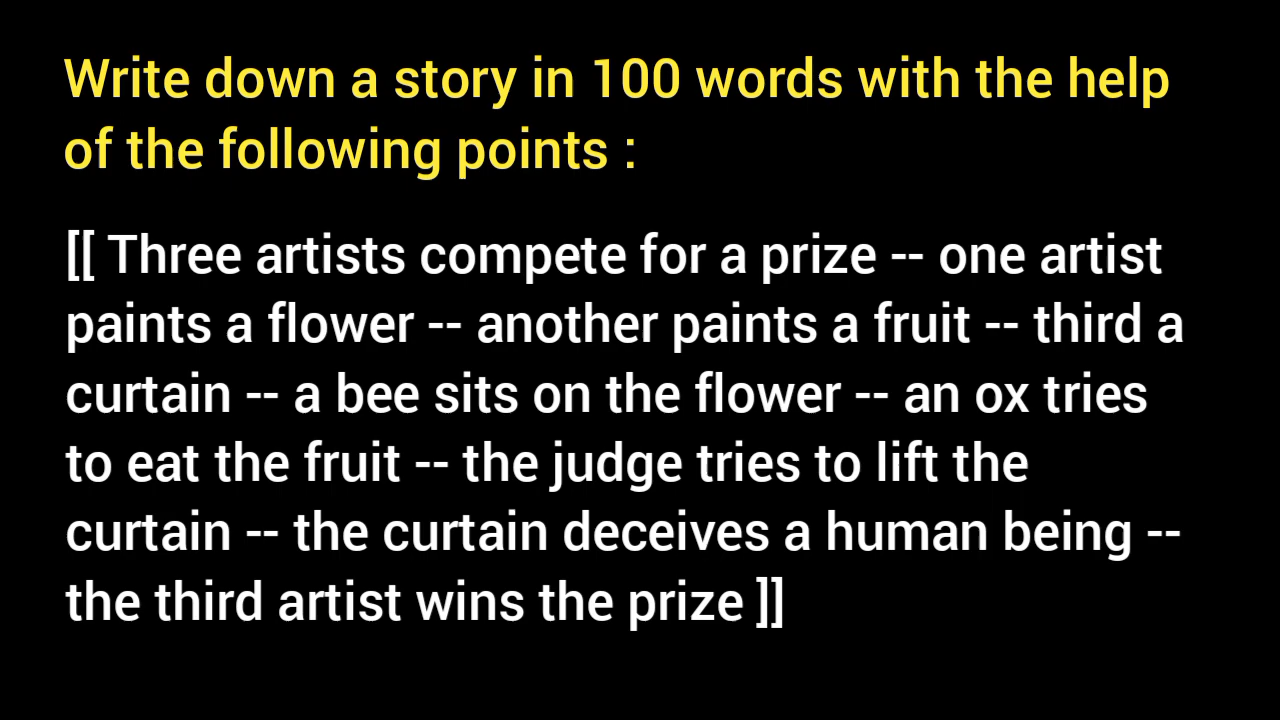 Write down a story in 100 words with the help
of the following points :
[[ Three artists compete for a prize -- one artist
paints a flower -- another paints a fruit -- third a
curtain -- a bee sits on the flower -- an ox tries
to eat the fruit -- the judge tries to lift the
curtain -- the curtain deceives a human being --
the third artist wins the prize ]]